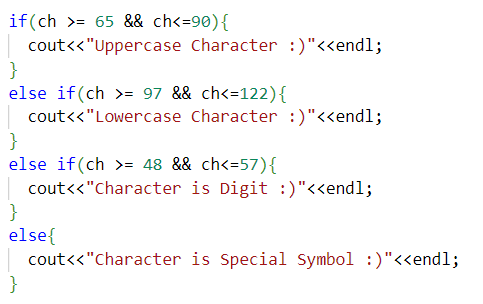 if(ch >= 65 && ch<=90){
  cout<<"Uppercase Character :)"<<endl;
}
else if(ch >= 97 && ch<=122){
  cout<<"Lowercase Character :)"<<endl;
}
else if(ch >= 48 && ch<=57){
  cout<<"Character is Digit :)"<<endl;
}
else{
  cout<<"Character is Special Symbol :)"<<endl;
}